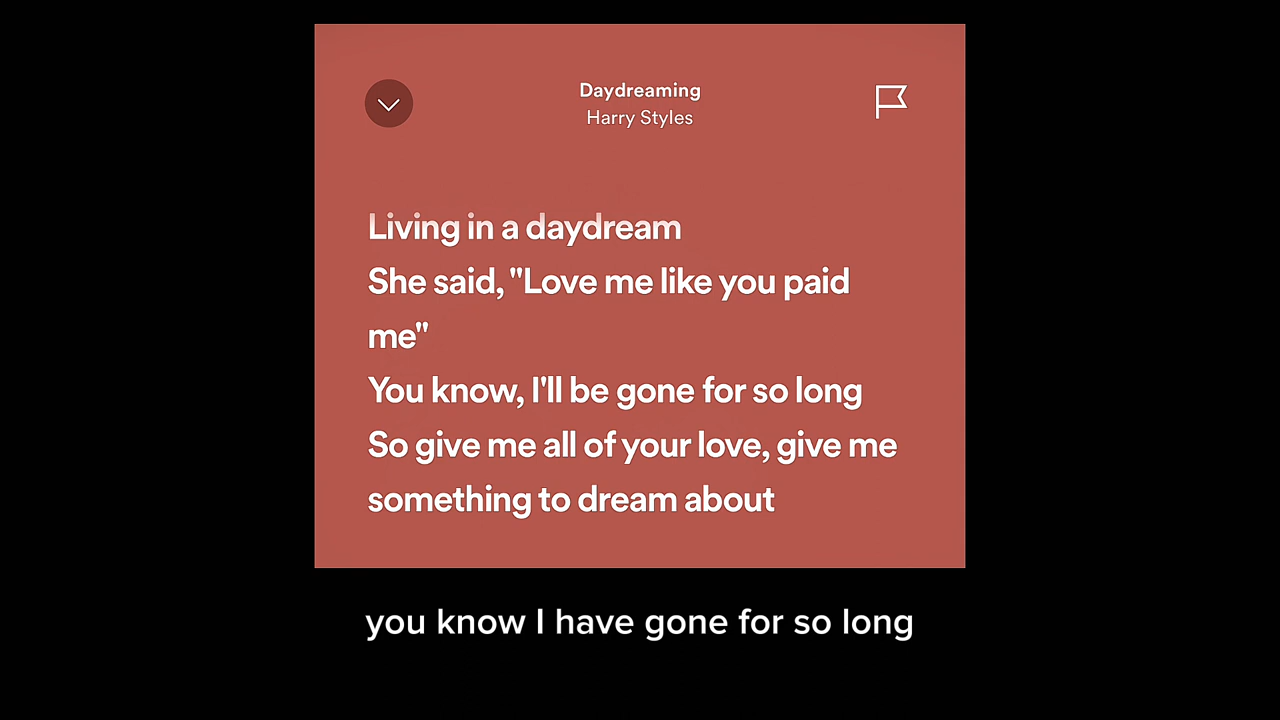 Daydreaming
Harry Styles
Living in a daydream
She said, "Love me like you paid
me"
You know, I'll be gone for so long
So give me all of your love, give me
something to dream about
you know I have gone for so long